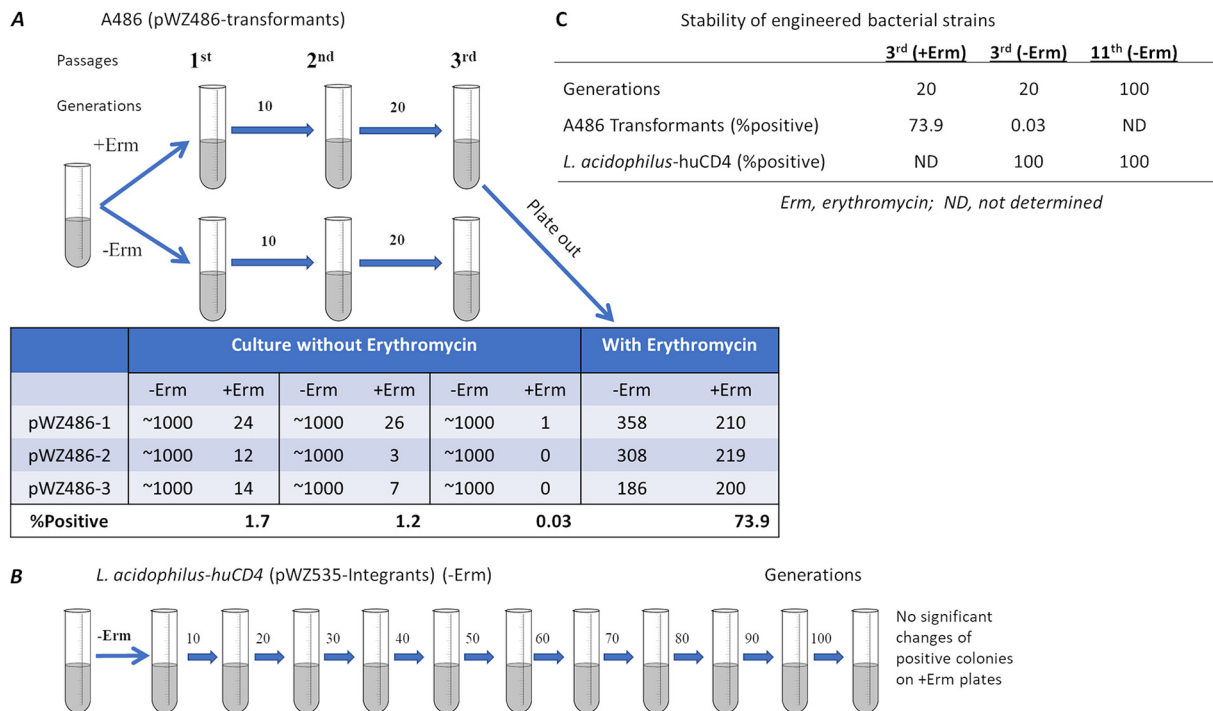 A A486 (pWZ486-transformants)
Passages 1st 2nd 3rd
Generations 10 20
+Erm
-Erm 10 20
Plate out
Culture without Erythromycin With Erythromycin
-Erm +Erm -Erm +Erm -Erm +Erm -Erm +Erm
pWZ486-1 ~1000 24 ~1000 26 ~1000 1 358 210
pWZ486-2 ~1000 12 ~1000 3 ~1000 0 308 219
pWZ486-3 ~1000 14 ~1000 7 ~1000 0 186 200
%Positive 1.7 1.2 0.03 73.9
B L. acidophilus-huCD4 (pWZ535-Integrants) (-Erm) Generations
-Erm 10 20 30 40 50 60 70 80 90 100
No significant
changes of
positive colonies
on +Erm plates
C Stability of engineered bacterial strains
3rd (+Erm) 3rd (-Erm) 11th (-Erm)
Generations 20 20 100
A486 Transformants (%positive) 73.9 0.03 ND
L. acidophilus-huCD4 (%positive) ND 100 100
Erm, erythromycin; ND, not determined